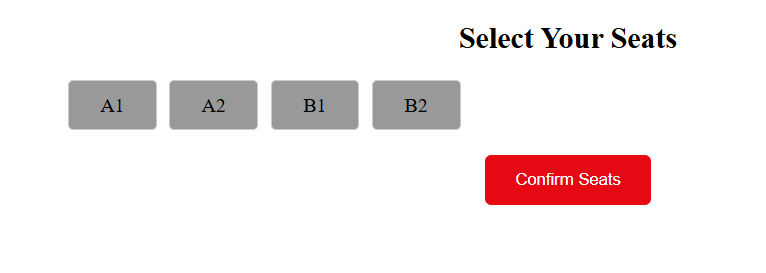 Select Your Seats
A1 A2 B1 B2
Confirm Seats